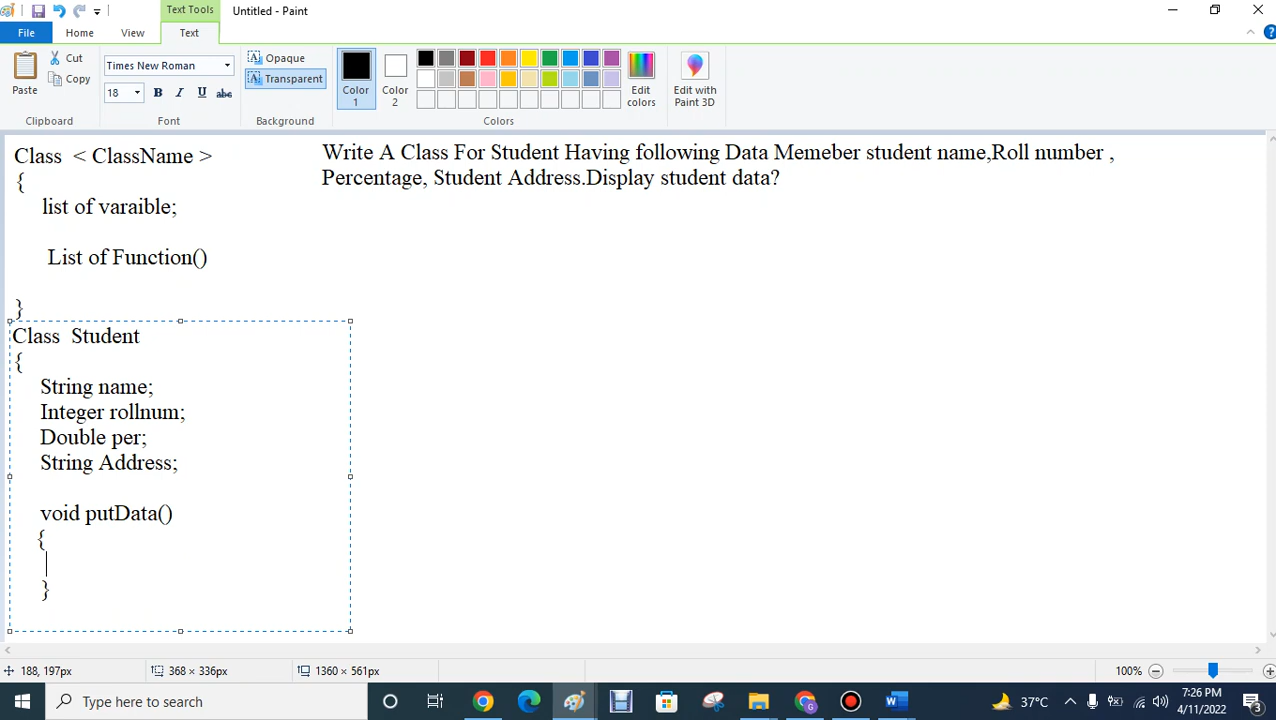 Text Tools
Untitled - Paint
File
Home
View
Text
Paste
Cut
Copy
Clipboard
Times New Roman
18
B
I
U
abc
Font
Opaque
Transparent
Background
Color
1
Color
2
Edit
colors
Edit with
Paint 3D
Colors
Class < ClassName >
{
list of varaible;
List of Function()
}
Write A Class For Student Having following Data Memeber student name,Roll number ,
Percentage, Student Address.Display student data?
Class Student
{
String name;
Integer rollnum;
Double per;
String Address;
void putData()
{
}
188, 197px
368 × 336px
1360 × 561px
100%
Type here to search
37°C
7:26 PM
4/11/2022
3